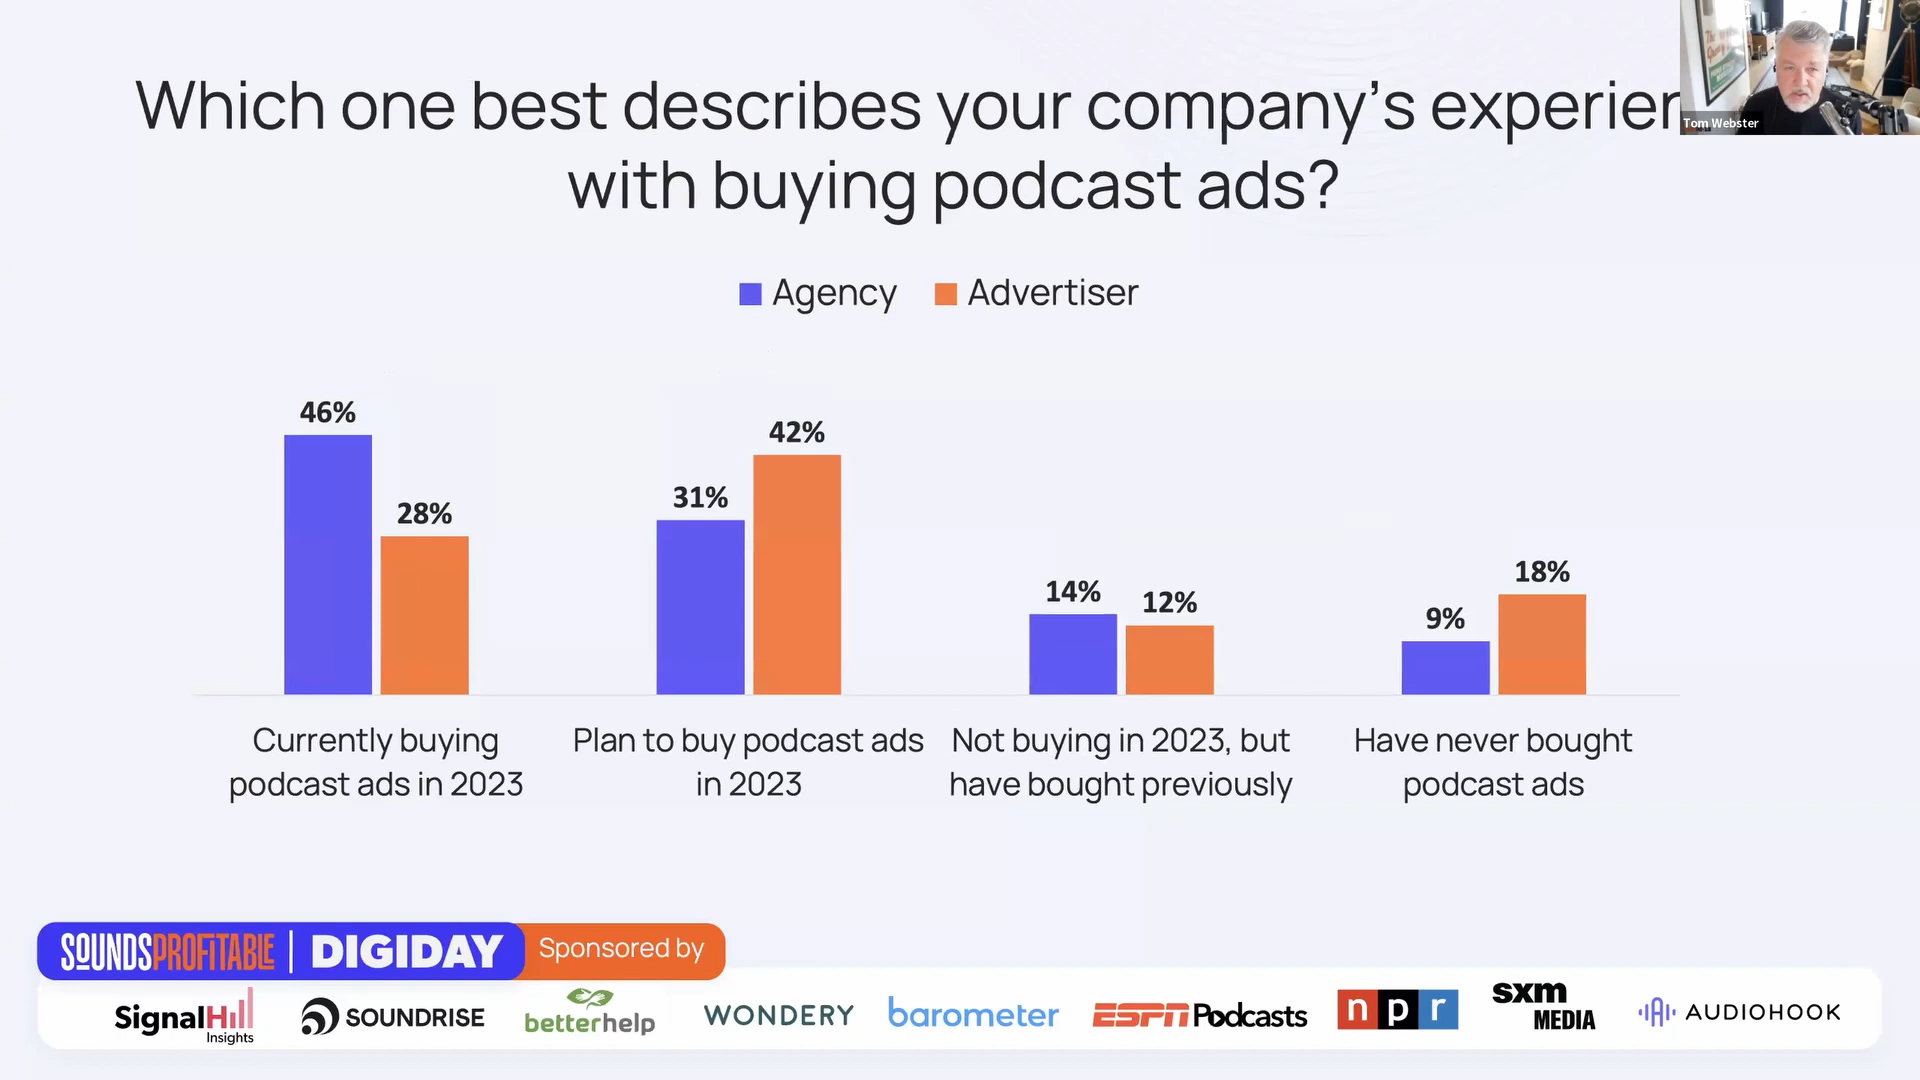 Which one best describes your company's experien
with buying podcast ads?
Tom Webster
Agency Advertiser
46%
28%
31%
42%
14%
12%
9%
18%
Currently buying
podcast ads in 2023
Plan to buy podcast ads
in 2023
Not buying in 2023, but
have bought previously
Have never bought
podcast ads
SOUNDSPROFITABLE | DIGIDAY Sponsored by
SignalHill
Insights
SOUNDRISE
betterhelp
WONDERY
barometer
ESPN Podcasts
npr
sxm
MEDIA
AUDIOHOOK